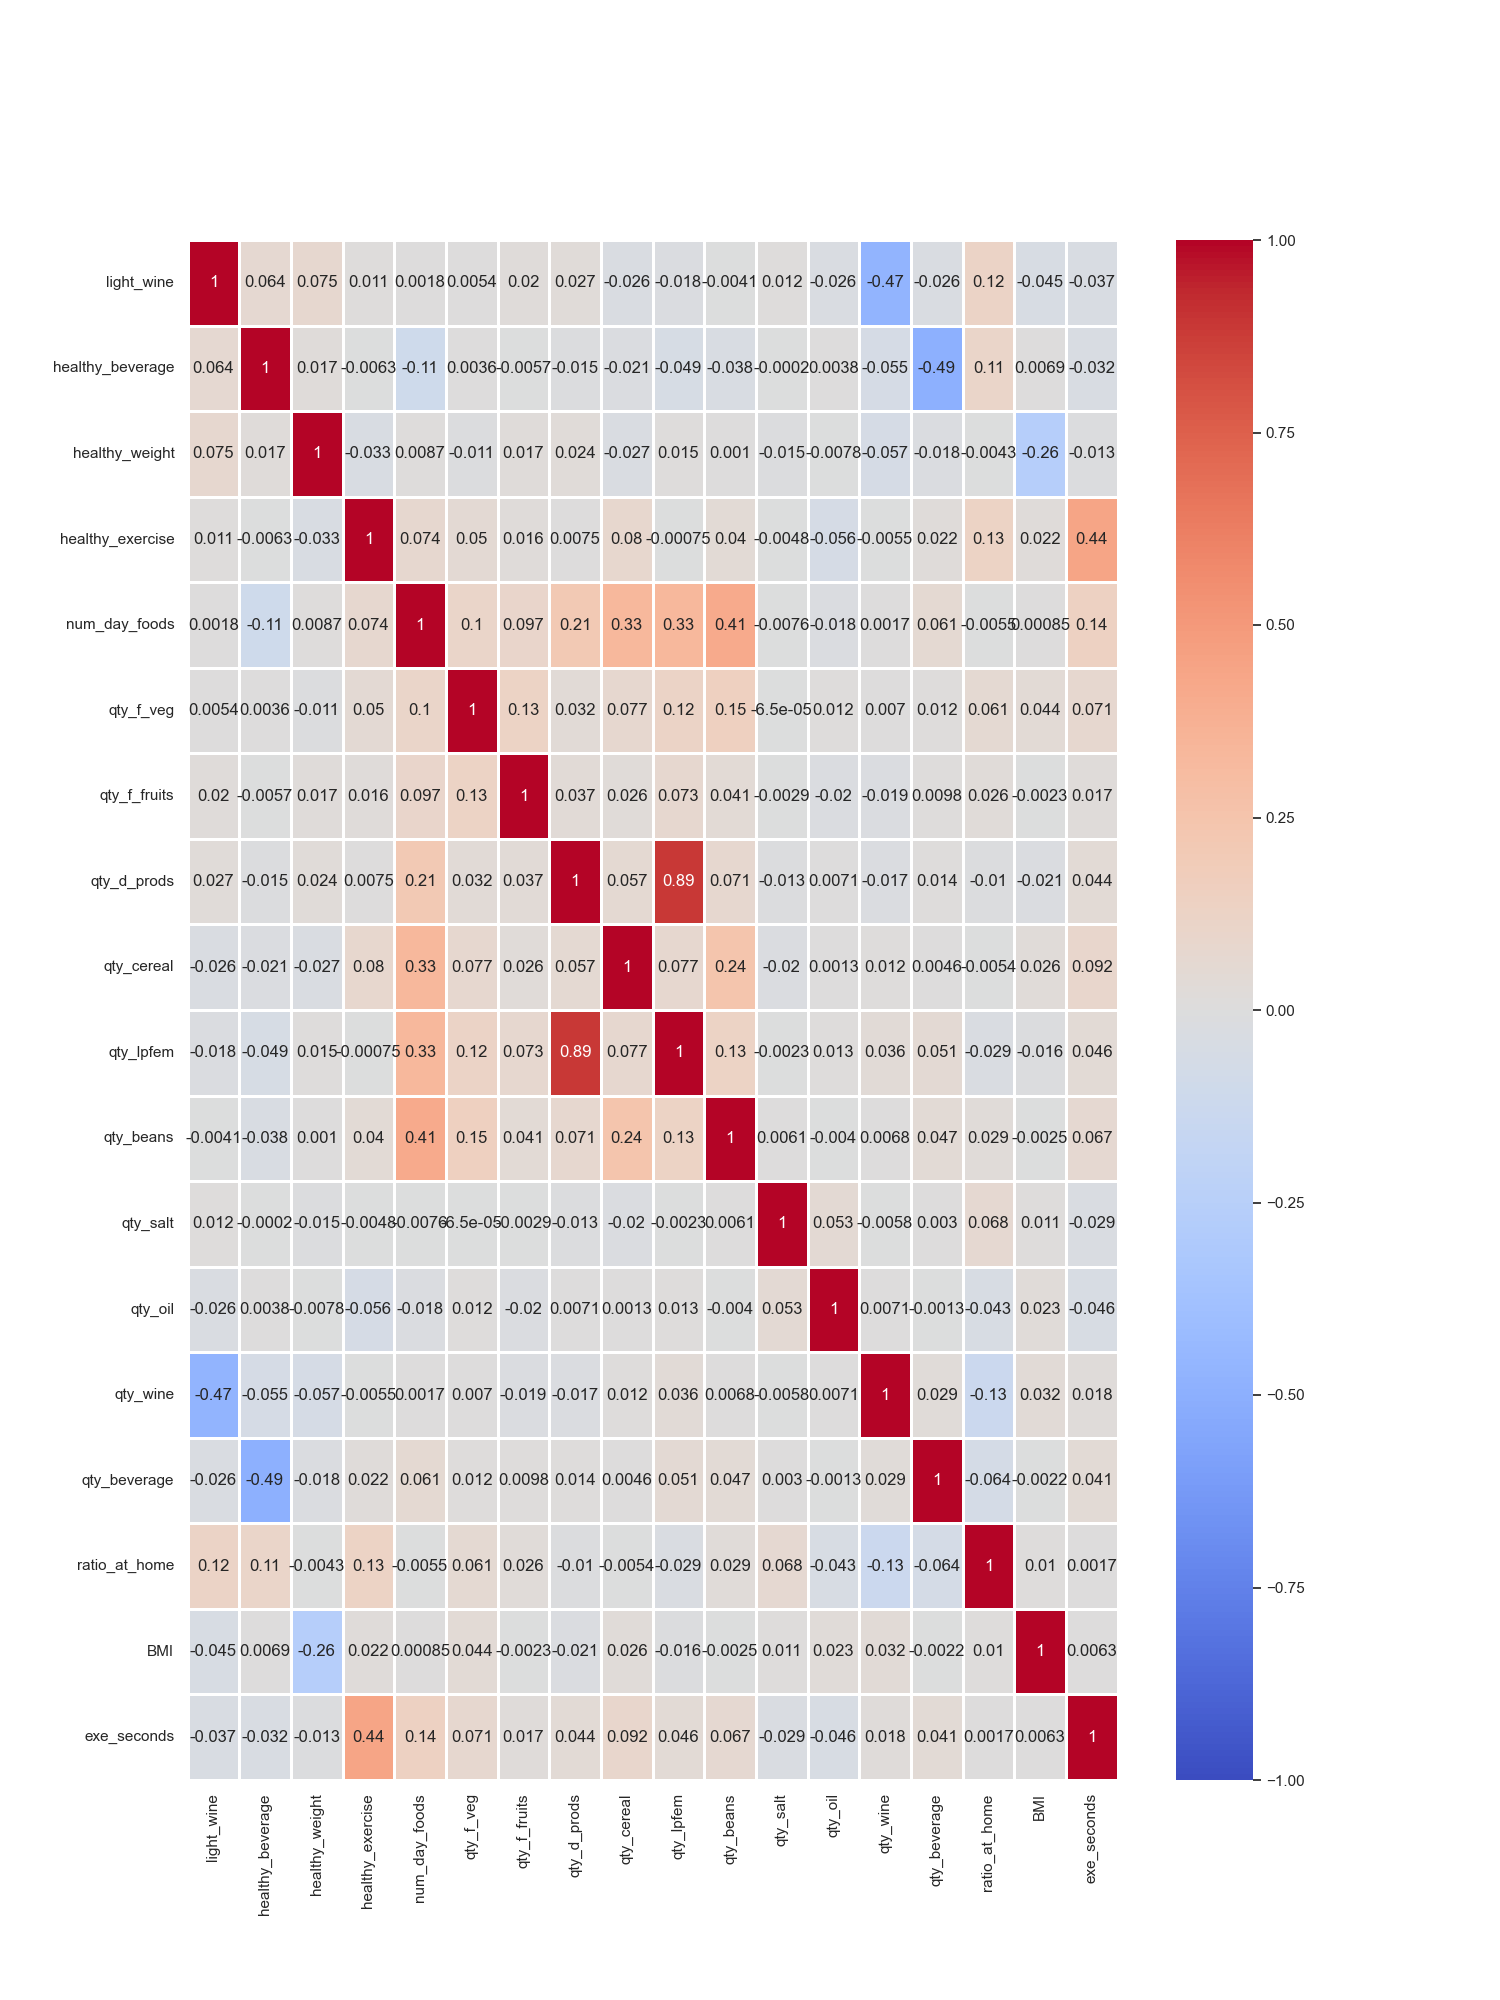 light_wine 1 0.064 0.075 0.011 0.0018 0.0054 0.02 0.027 -0.026 -0.018 -0.0041 0.012 -0.026 -0.47 -0.026 0.12 -0.045 -0.037
healthy_beverage 0.064 1 0.017 -0.0063 -0.11 0.0036 -0.0057 -0.015 -0.021 -0.049 -0.038 -0.0002 0.0038 -0.055 -0.49 0.11 0.0069 -0.032
healthy_weight 0.075 0.017 1 -0.033 0.0087 -0.011 0.017 0.024 -0.027 0.015 0.001 -0.015 -0.0078 -0.057 -0.018 -0.0043 -0.26 -0.013
healthy_exercise 0.011 -0.0063 -0.033 1 0.074 0.05 0.016 0.0075 0.08 -0.00075 0.04 -0.0048 -0.056 -0.0055 0.022 0.13 0.022 0.44
num_day_foods 0.0018 -0.11 0.0087 0.074 1 0.1 0.097 0.21 0.33 0.33 0.41 -0.0076 -0.018 0.0017 0.061 -0.0055 0.00085 0.14
qty_f_veg 0.0054 0.0036 -0.011 0.05 0.1 1 0.13 0.032 0.077 0.12 0.15 -6.5e-05 0.012 0.007 0.012 0.061 0.044 0.071
qty_f_fruits 0.02 -0.0057 0.017 0.016 0.097 0.13 1 0.037 0.026 0.073 0.041 -0.0029 -0.02 -0.019 0.0098 0.026 -0.0023 0.017
qty_d_prods 0.027 -0.015 0.024 0.0075 0.21 0.032 0.037 1 0.057 0.89 0.071 -0.013 0.0071 -0.017 0.014 -0.01 -0.021 0.044
qty_cereal -0.026 -0.021 -0.027 0.08 0.33 0.077 0.026 0.057 1 0.077 0.24 -0.02 0.0013 0.012 0.0046 -0.0054 0.026 0.092
qty_lpfem -0.018 -0.049 0.015 -0.00075 0.33 0.12 0.073 0.89 0.077 1 0.13 -0.0023 0.013 0.036 0.051 -0.029 -0.016 0.046
qty_beans -0.0041 -0.038 0.001 0.04 0.41 0.15 0.041 0.071 0.24 0.13 1 0.0061 -0.004 0.0068 0.047 0.029 -0.0025 0.067
qty_salt 0.012 -0.0002 -0.015 -0.0048 -0.0076 -6.5e-05 -0.0029 -0.013 -0.02 -0.0023 0.0061 1 0.053 -0.0058 0.003 0.068 0.011 -0.029
qty_oil -0.026 0.0038 -0.0078 -0.056 -0.018 0.012 -0.02 0.0071 0.0013 0.013 -0.004 0.053 1 0.0071 -0.0013 -0.043 0.023 -0.046
qty_wine -0.47 -0.055 -0.057 -0.0055 0.0017 0.007 -0.019 -0.017 0.012 0.036 0.0068 -0.0058 0.0071 1 0.029 -0.13 0.032 0.018
qty_beverage -0.026 -0.49 -0.018 0.022 0.061 0.012 0.0098 0.014 0.0046 0.051 0.047 0.003 -0.0013 0.029 1 -0.064 -0.0022 0.041
ratio_at_home 0.12 0.11 -0.0043 0.13 -0.0055 0.061 0.026 -0.01 -0.0054 -0.029 0.029 0.068 -0.043 -0.13 -0.064 1 0.01 0.0017
BMI -0.045 0.0069 -0.26 0.022 0.00085 0.044 -0.0023 -0.021 0.026 -0.016 -0.0025 0.011 0.023 0.032 -0.0022 0.01 1 0.0063
exe_seconds -0.037 -0.032 -0.013 0.44 0.14 0.071 0.017 0.044 0.092 0.046 0.067 -0.029 -0.046 0.018 0.041 0.0017 0.0063 1
light_wine
healthy_beverage
healthy_weight
healthy_exercise
num_day_foods
qty_f_veg
qty_f_fruits
qty_d_prods
qty_cereal
qty_lpfem
qty_beans
qty_salt
qty_oil
qty_wine
qty_beverage
ratio_at_home
BMI
exe_seconds
1.00
0.75
0.50
0.25
0.00
−0.25
−0.50
−0.75
−1.00